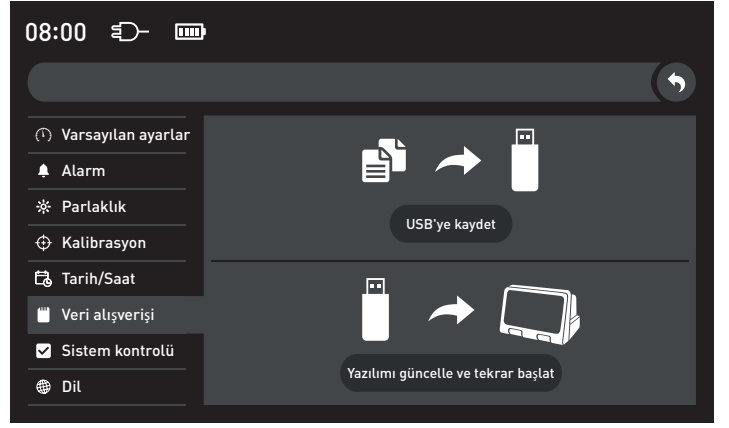 08:00
Varsayılan ayarlar
Alarm
Parlaklık
Kalibrasyon
Tarih/Saat
Veri alışverişi
Sistem kontrolü
Dil
USB'ye kaydet
Yazılımı güncelle ve tekrar başlat